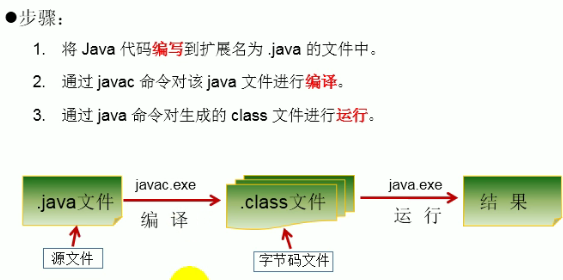 ●步骤：
1. 将 Java 代码编写到扩展名为 .java 的文件中。
2. 通过 javac 命令对该 java 文件进行编译。
3. 通过 java 命令对生成的 class 文件进行运行。
.java文件
javac.exe
编 译
.class文件
java.exe
运 行
结 果
源文件
字节码文件